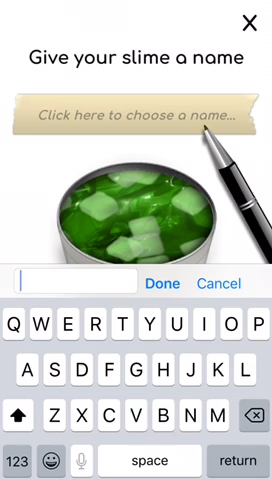 Give your slime a name
Click here to choose a name...
Done Cancel
Q W E R T Y U I O P
A S D F G H J K L
Z X C V B N M
123 space return